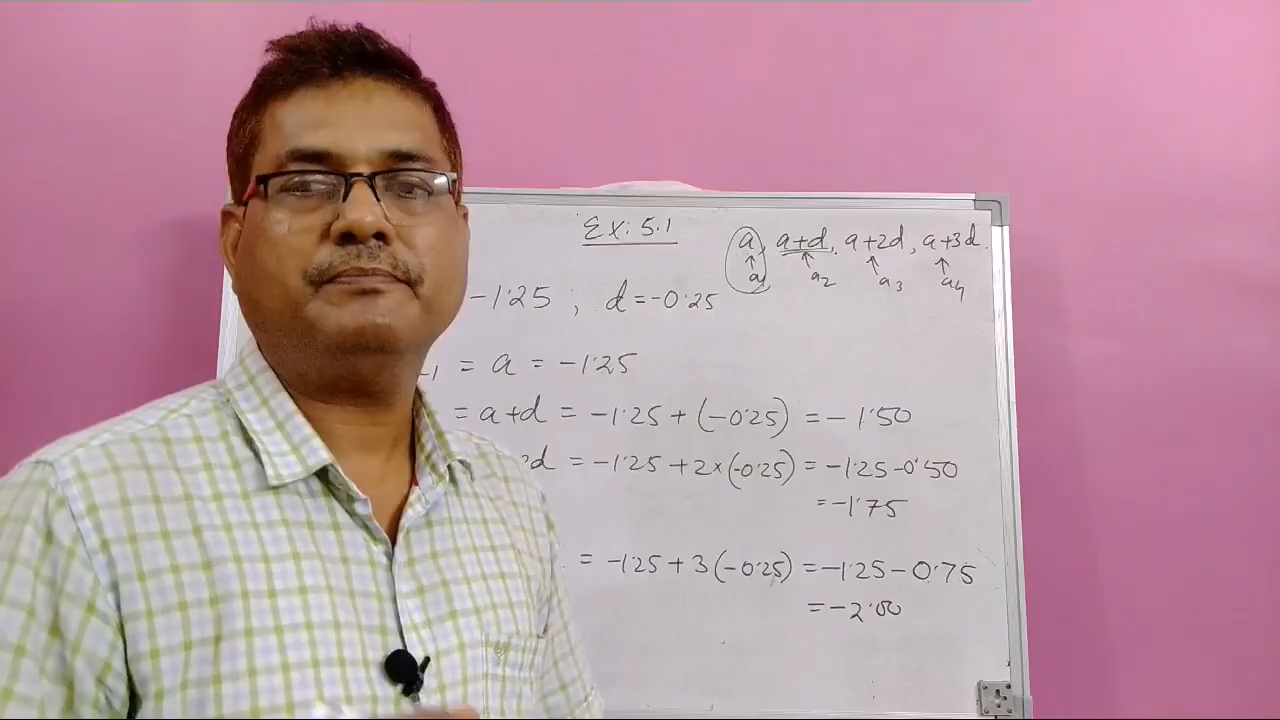 Ex: 5.1
a, a+d, a+2d, a+3d.
↑ ↑ ↑ ↑
a1 a2 a3 a4
-1.25 ; d = -0.25
1 = a = -1.25
= a+d = -1.25 + (-0.25) = -1.50
2d = -1.25 + 2×(-0.25) = -1.25 -0.50
= -1.75
= -1.25 + 3(-0.25) = -1.25 - 0.75
= -2.00